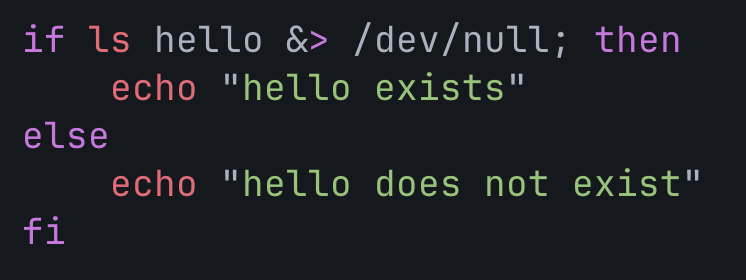 if ls hello &> /dev/null; then
    echo "hello exists"
else
    echo "hello does not exist"
fi